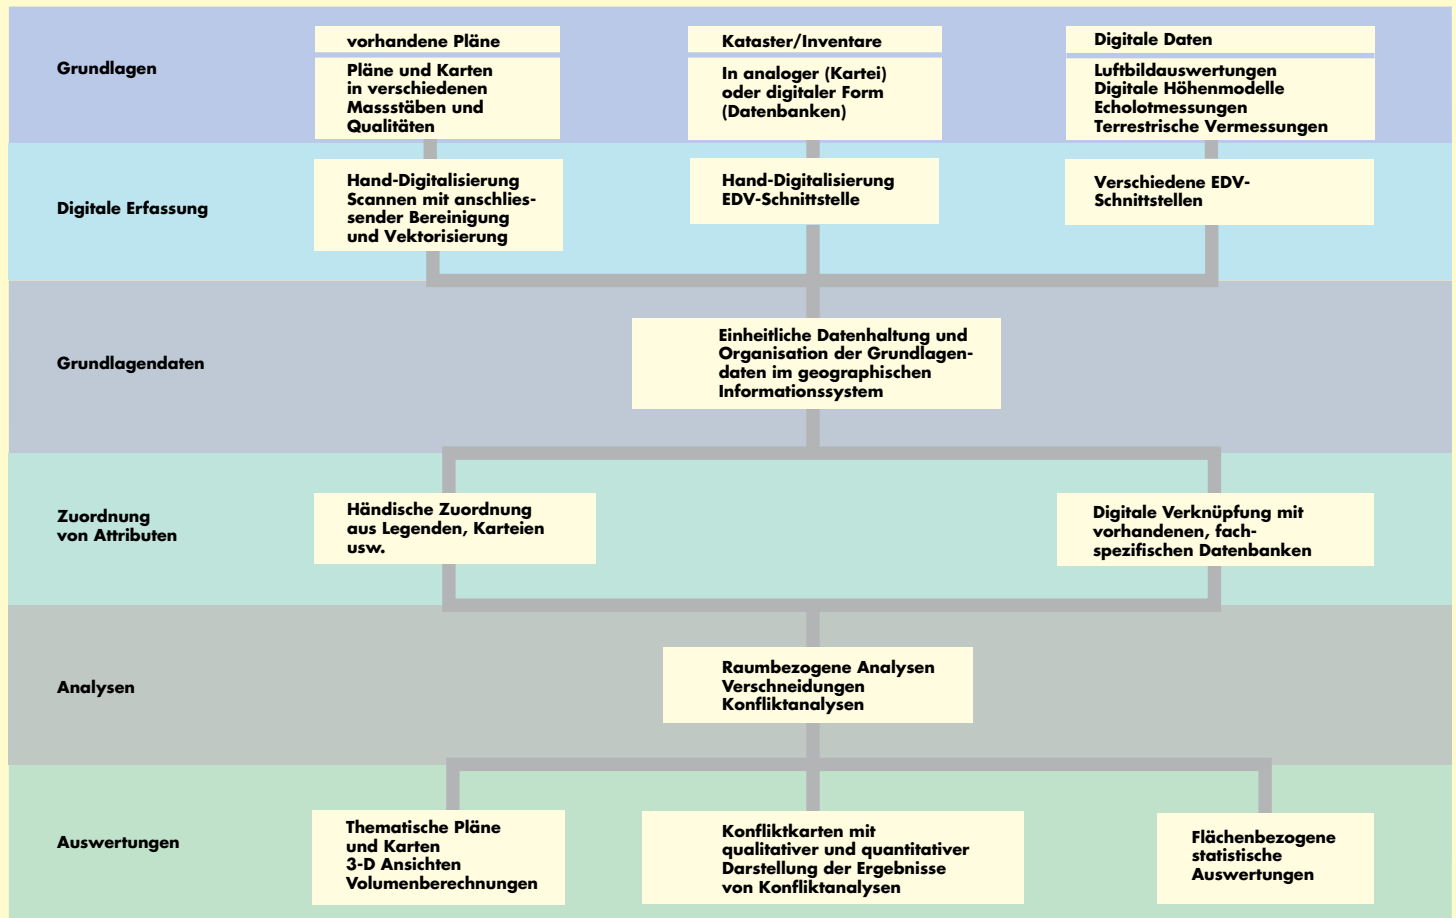 Grundlagen
vorhandene Pläne
Pläne und Karten
in verschiedenen
Massstäben und
Qualitäten
Kataster/Inventare
In analoger (Kartei)
oder digitaler Form
(Datenbanken)
Digitale Daten
Luftbildauswertungen
Digitale Höhenmodelle
Echolotmessungen
Terrestrische Vermessungen
Digitale Erfassung
Hand-Digitalisierung
Scannen mit anschlies-
sender Bereinigung
und Vektorisierung
Hand-Digitalisierung
EDV-Schnittstelle
Verschiedene EDV-
Schnittstellen
Grundlagendaten
Einheitliche Datenhaltung und
Organisation der Grundlagen-
daten im geographischen
Informationssystem
Zuordnung
von Attributen
Händische Zuordnung
aus Legenden, Karteien
usw.
Digitale Verknüpfung mit
vorhandenen, fach-
spezifischen Datenbanken
Analysen
Raumbezogene Analysen
Verschneidungen
Konfliktanalysen
Auswertungen
Thematische Pläne
und Karten
3-D Ansichten
Volumenberechnungen
Konfliktkarten mit
qualitativer und quantitativer
Darstellung der Ergebnisse
von Konfliktanalysen
Flächenbezogene
statistische
Auswertungen